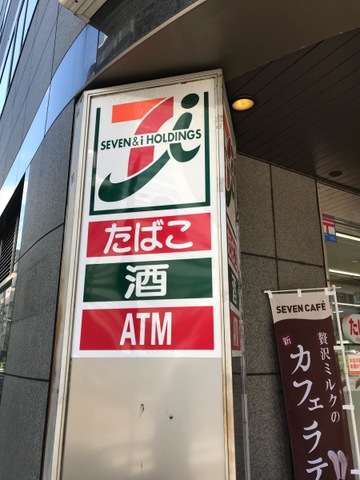 7i
SEVEN&i HOLDINGS
たばこ
酒
ATM
SEVEN CAFÉ
贅沢ミルクの
新
カフェラテ